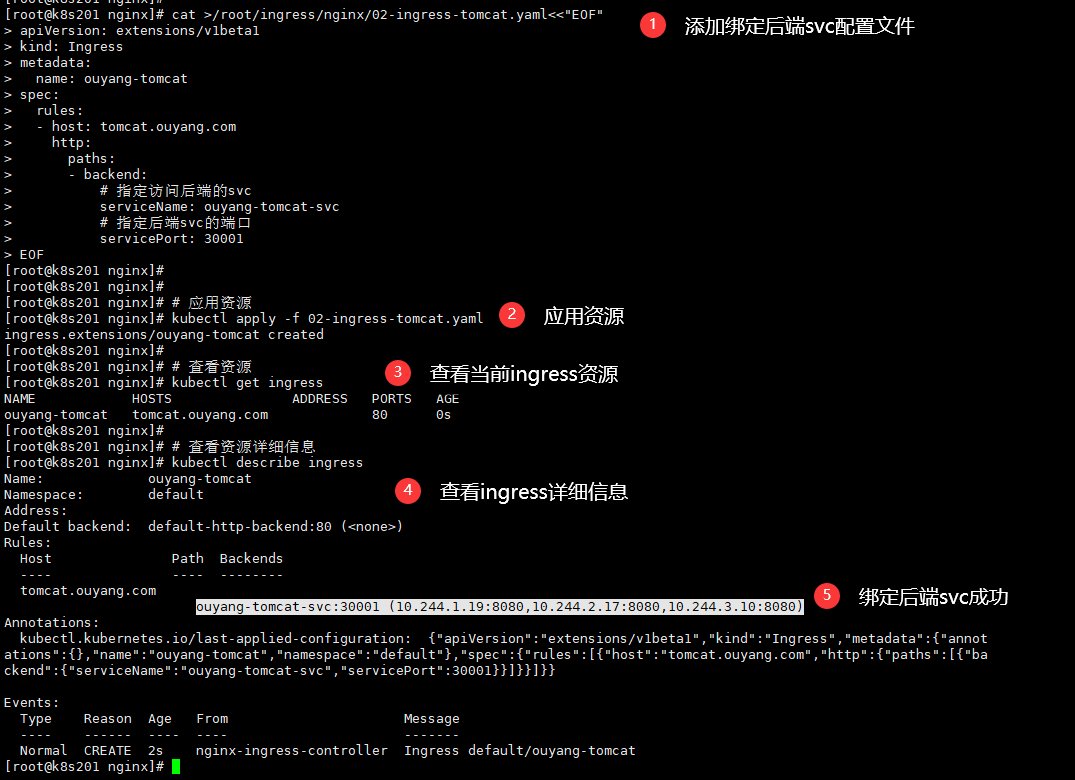 [root@k8s201 nginx]#
[root@k8s201 nginx]# cat >/root/ingress/nginx/02-ingress-tomcat.yaml<<"EOF"
1 添加绑定后端svc配置文件
> apiVersion: extensions/v1beta1
> kind: Ingress
> metadata:
>   name: ouyang-tomcat
> spec:
>   rules:
>   - host: tomcat.ouyang.com
>     http:
>       paths:
>       - backend:
>           # 指定访问后端的svc
>           serviceName: ouyang-tomcat-svc
>           # 指定后端svc的端口
>           servicePort: 30001
> EOF
[root@k8s201 nginx]#
[root@k8s201 nginx]#
[root@k8s201 nginx]# # 应用资源
[root@k8s201 nginx]# kubectl apply -f 02-ingress-tomcat.yaml
2 应用资源
ingress.extensions/ouyang-tomcat created
[root@k8s201 nginx]#
[root@k8s201 nginx]# # 查看资源
[root@k8s201 nginx]# kubectl get ingress
3 查看当前ingress资源
NAME            HOSTS               ADDRESS   PORTS   AGE
ouyang-tomcat   tomcat.ouyang.com             80      0s
[root@k8s201 nginx]#
[root@k8s201 nginx]# # 查看资源详细信息
[root@k8s201 nginx]# kubectl describe ingress
Name:             ouyang-tomcat
Namespace:        default
4 查看ingress详细信息
Address:
Default backend:  default-http-backend:80 (<none>)
Rules:
  Host               Path  Backends
  ----               ----  --------
  tomcat.ouyang.com
                        ouyang-tomcat-svc:30001 (10.244.1.19:8080,10.244.2.17:8080,10.244.3.10:8080)
5 绑定后端svc成功
Annotations:
  kubectl.kubernetes.io/last-applied-configuration:  {"apiVersion":"extensions/v1beta1","kind":"Ingress","metadata":{"annot
ations":{},"name":"ouyang-tomcat","namespace":"default"},"spec":{"rules":[{"host":"tomcat.ouyang.com","http":{"paths":[{"ba
ckend":{"serviceName":"ouyang-tomcat-svc","servicePort":30001}}]}}]}}
Events:
  Type    Reason  Age   From                      Message
  ----    ------  ----  ----                      -------
  Normal  CREATE  2s    nginx-ingress-controller  Ingress default/ouyang-tomcat
[root@k8s201 nginx]#